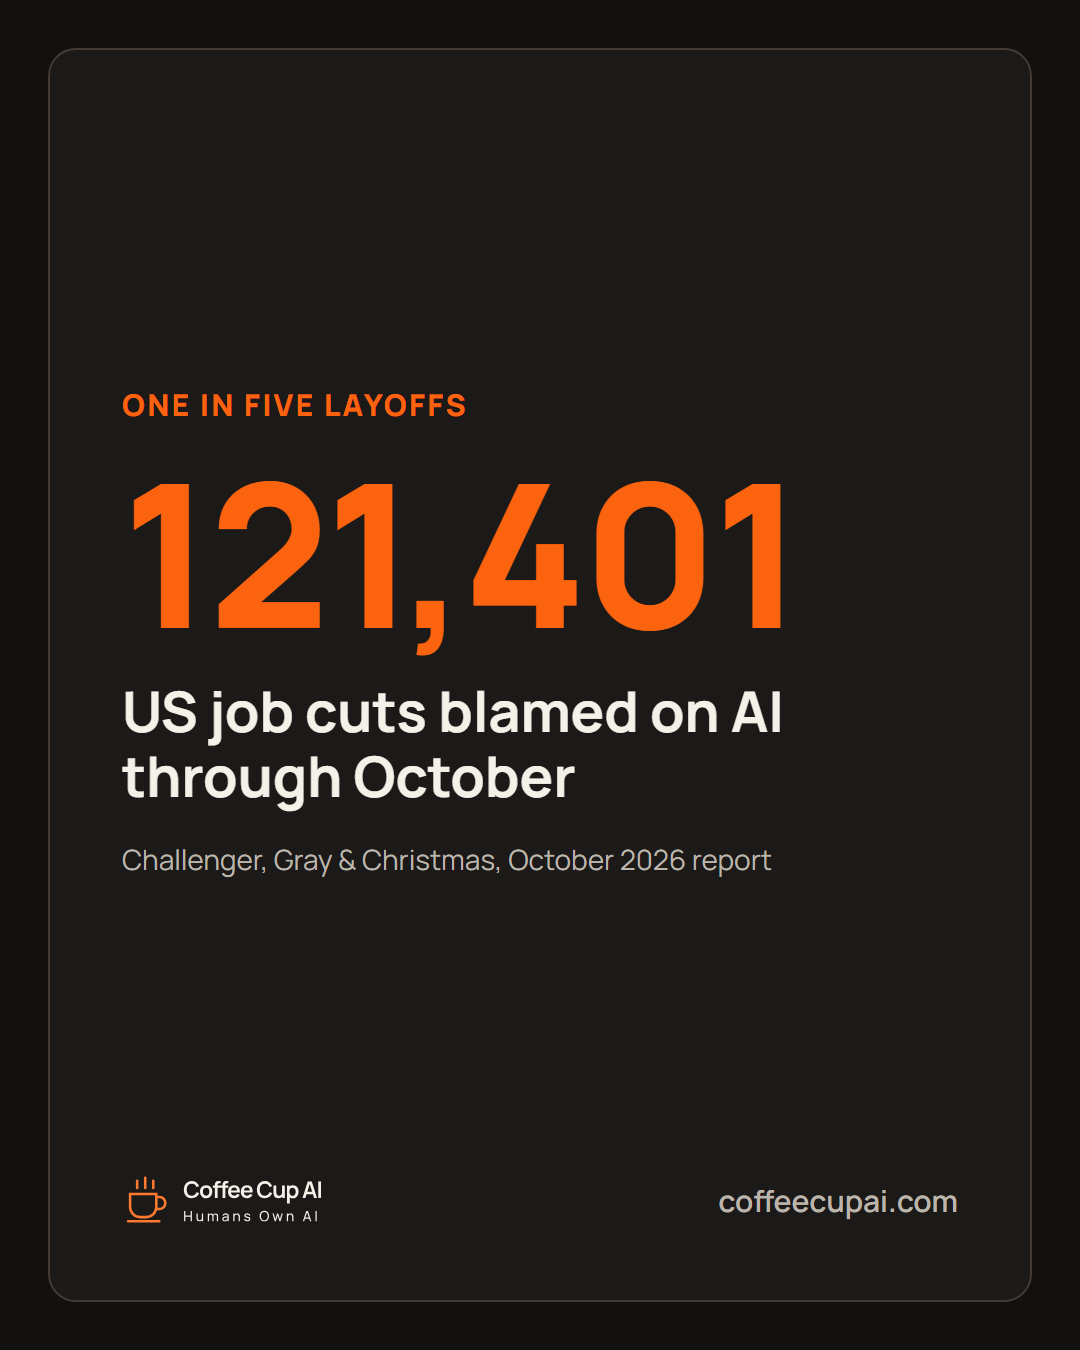 ONE IN FIVE LAYOFFS
121,401
US job cuts blamed on AI
through October
Challenger, Gray & Christmas, October 2026 report
Coffee Cup AI
Humans Own AI
coffeecupai.com